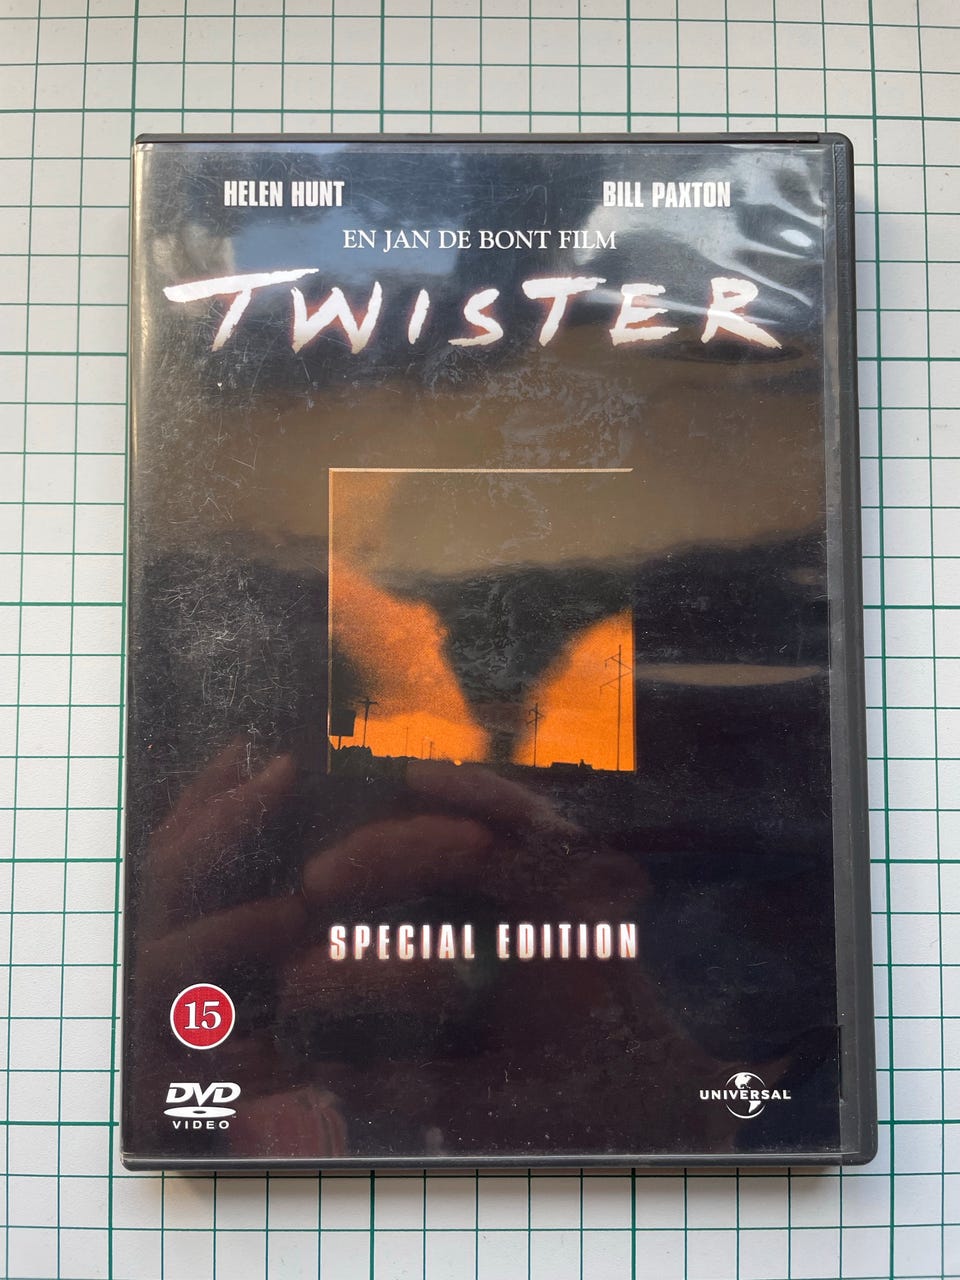 HELEN HUNT BILL PAXTON
EN JAN DE BONT FILM
TWISTER
SPECIAL EDITION
15
DVD
VIDEO
UNIVERSAL